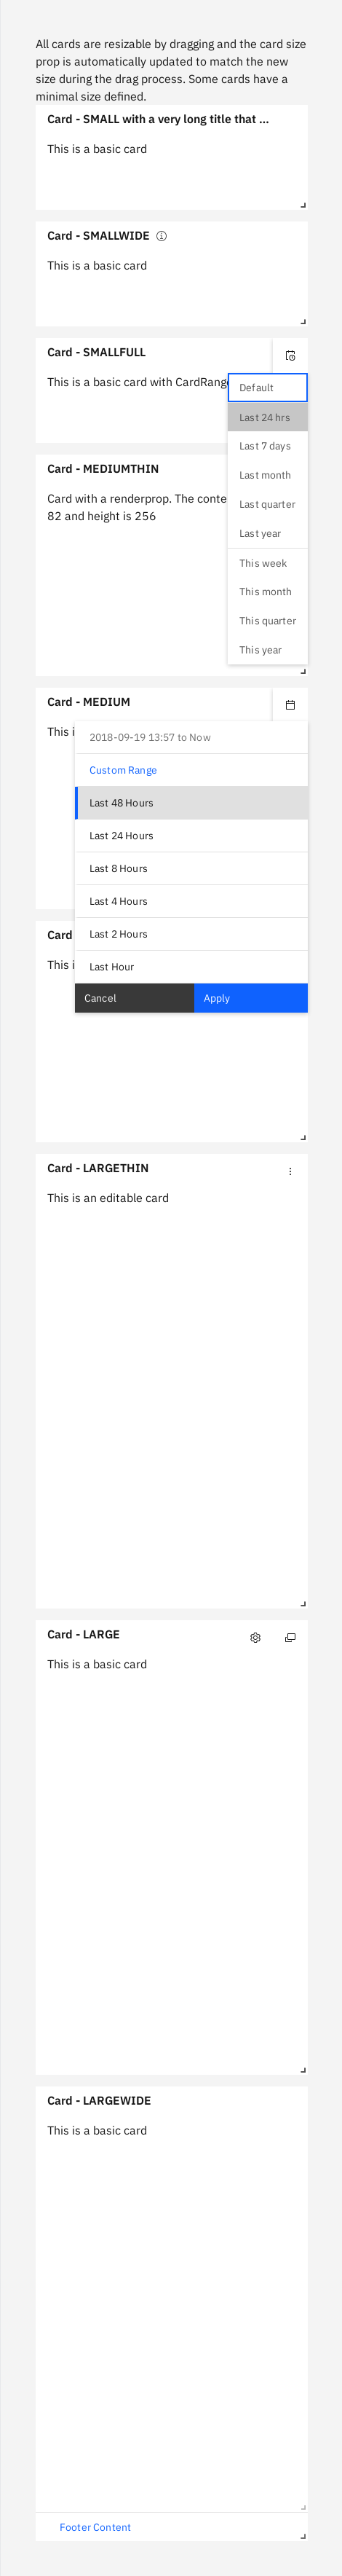 All cards are resizable by dragging and the card size
prop is automatically updated to match the new
size during the drag process. Some cards have a
minimal size defined.
Card - SMALL with a very long title that ...
This is a basic card
Card - SMALLWIDE
This is a basic card
Card - SMALLFULL
This is a basic card with CardRange
Default
Last 24 hrs
Last 7 days
Last month
Last quarter
Last year
This week
This month
This quarter
This year
Card - MEDIUMTHIN
Card with a renderprop. The conte
82 and height is 256
Card - MEDIUM
This i
2018-09-19 13:57 to Now
Custom Range
Last 48 Hours
Last 24 Hours
Last 8 Hours
Last 4 Hours
Last 2 Hours
Last Hour
Cancel
Apply
Card
This i
Card - LARGETHIN
This is an editable card
Card - LARGE
This is a basic card
Card - LARGEWIDE
This is a basic card
Footer Content